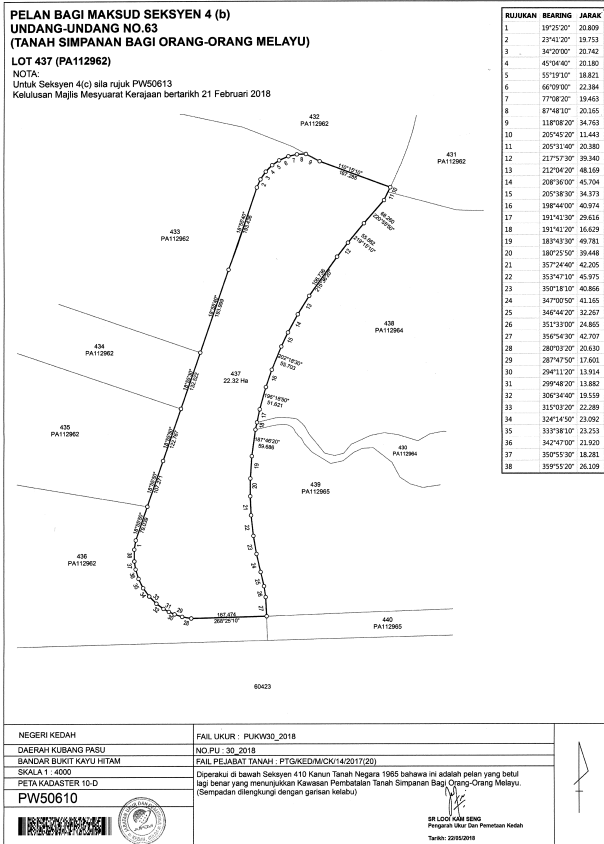 PELAN BAGI MAKSUD SEKSYEN 4 (b)
UNDANG-UNDANG NO.63
(TANAH SIMPANAN BAGI ORANG-ORANG MELAYU)
LOT 437 (PA112962)
NOTA:
Untuk Seksyen 4(c) sila rujuk PW50613
Kelulusan Majlis Mesyuarat Kerajaan bertarikh 21 Februari 2018
RUJUKAN BEARING JARAK
1 19°25'20" 20.809
2 23°41'20" 19.753
3 34°20'00" 20.742
4 45°04'40" 20.180
5 55°19'10" 18.821
6 66°09'00" 22.384
7 77°08'20" 19.463
8 87°48'10" 20.165
9 118°08'20" 34.763
10 205°45'20" 11.443
11 205°31'40" 20.380
12 217°57'30" 39.340
13 212°04'20" 48.169
14 208°36'00" 45.704
15 205°38'30" 34.373
16 198°44'00" 40.974
17 191°41'30" 29.616
18 191°41'20" 16.629
19 183°43'30" 49.781
20 180°25'50" 39.448
21 357°24'40" 42.205
22 353°47'10" 45.975
23 350°18'10" 40.866
24 347°00'50" 41.165
25 346°44'20" 32.267
26 351°33'00" 24.865
27 356°54'30" 42.707
28 280°03'20" 20.630
29 287°47'50" 17.601
30 294°11'20" 13.914
31 299°48'20" 13.882
32 306°34'40" 19.559
33 315°03'20" 22.289
34 324°14'50" 23.092
35 333°38'10" 23.253
36 342°47'00" 21.920
37 350°55'30" 18.281
38 359°55'20" 26.109
432
PA112962
431
PA112962
433
PA112962
438
PA112964
434
PA112962
437
22.32 Ha
435
PA112962
430
PA112964
439
PA112965
436
PA112962
167.474
268°25'10"
440
PA112965
60423
NEGERI KEDAH
DAERAH KUBANG PASU
BANDAR BUKIT KAYU HITAM
SKALA 1 : 4000
PETA KADASTER 10-D
PW50610
FAIL UKUR : PUKW30_2018
NO.PU : 30_2018
FAIL PEJABAT TANAH : PTG/KED/M/CK/14/2017(20)
Diperakui di bawah Seksyen 410 Kanun Tanah Negara 1965 bahawa ini adalah pelan yang betul
lagi benar yang menunjukkan Kawasan Pembatalan Tanah Simpanan Bagi Orang-Orang Melayu.
(Sempadan dilengkungi dengan garisan kelabu)
SR LOOI KAM SENG
Pengarah Ukur Dan Pemetaan Kedah
Tarikh: 22/05/2018